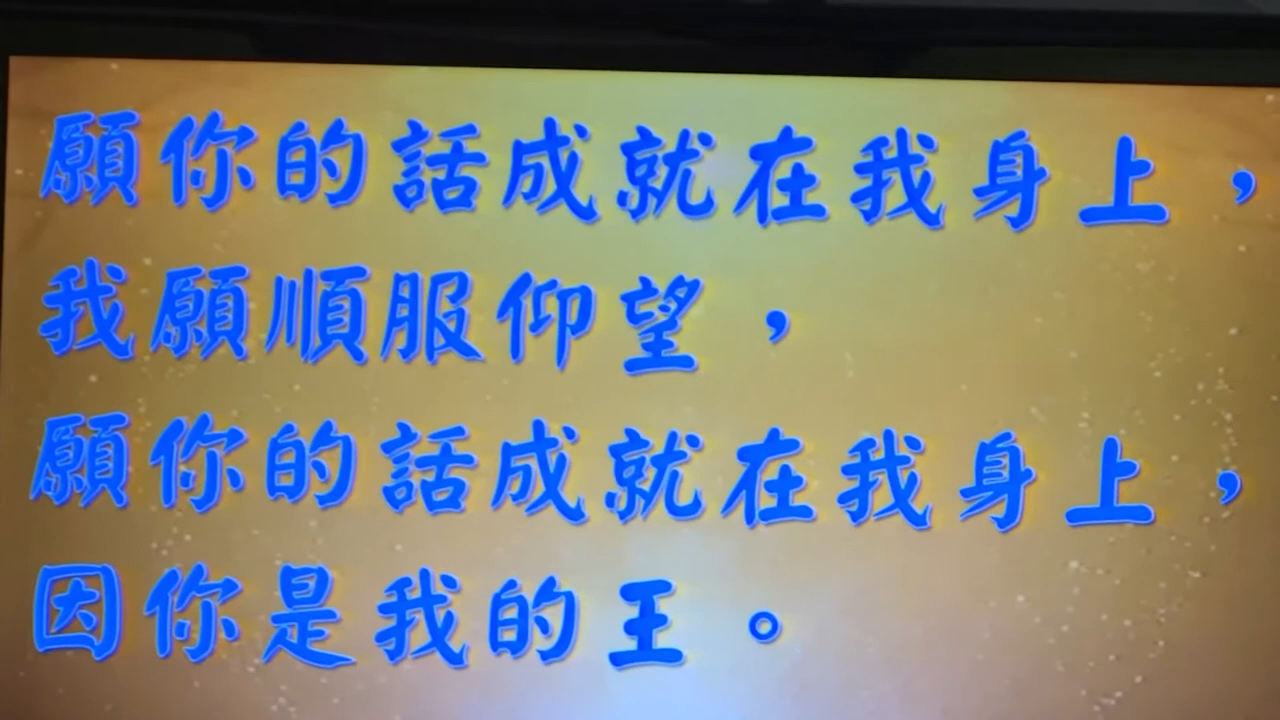 願你的話成就在我身上，
我願順服仰望，
願你的話成就在我身上，
因你是我的王。